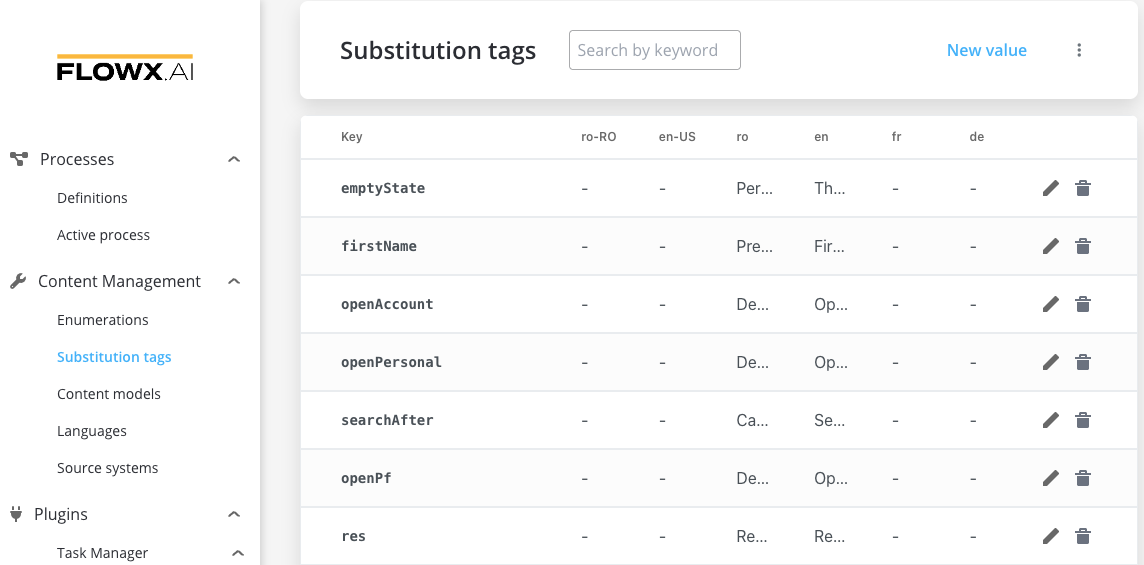 FLOWX.AI
Processes
Definitions
Active process
Content Management
Enumerations
Substitution tags
Content models
Languages
Source systems
Plugins
Task Manager
Substitution tags Search by keyword New value
Key ro-RO en-US ro en fr de
emptyState - - Per... Th... - -
firstName - - Pre... Fir... - -
openAccount - - De... Op... - -
openPersonal - - De... Op... - -
searchAfter - - Ca... Se... - -
openPf - - De... Op... - -
res - - Re... Re... - -